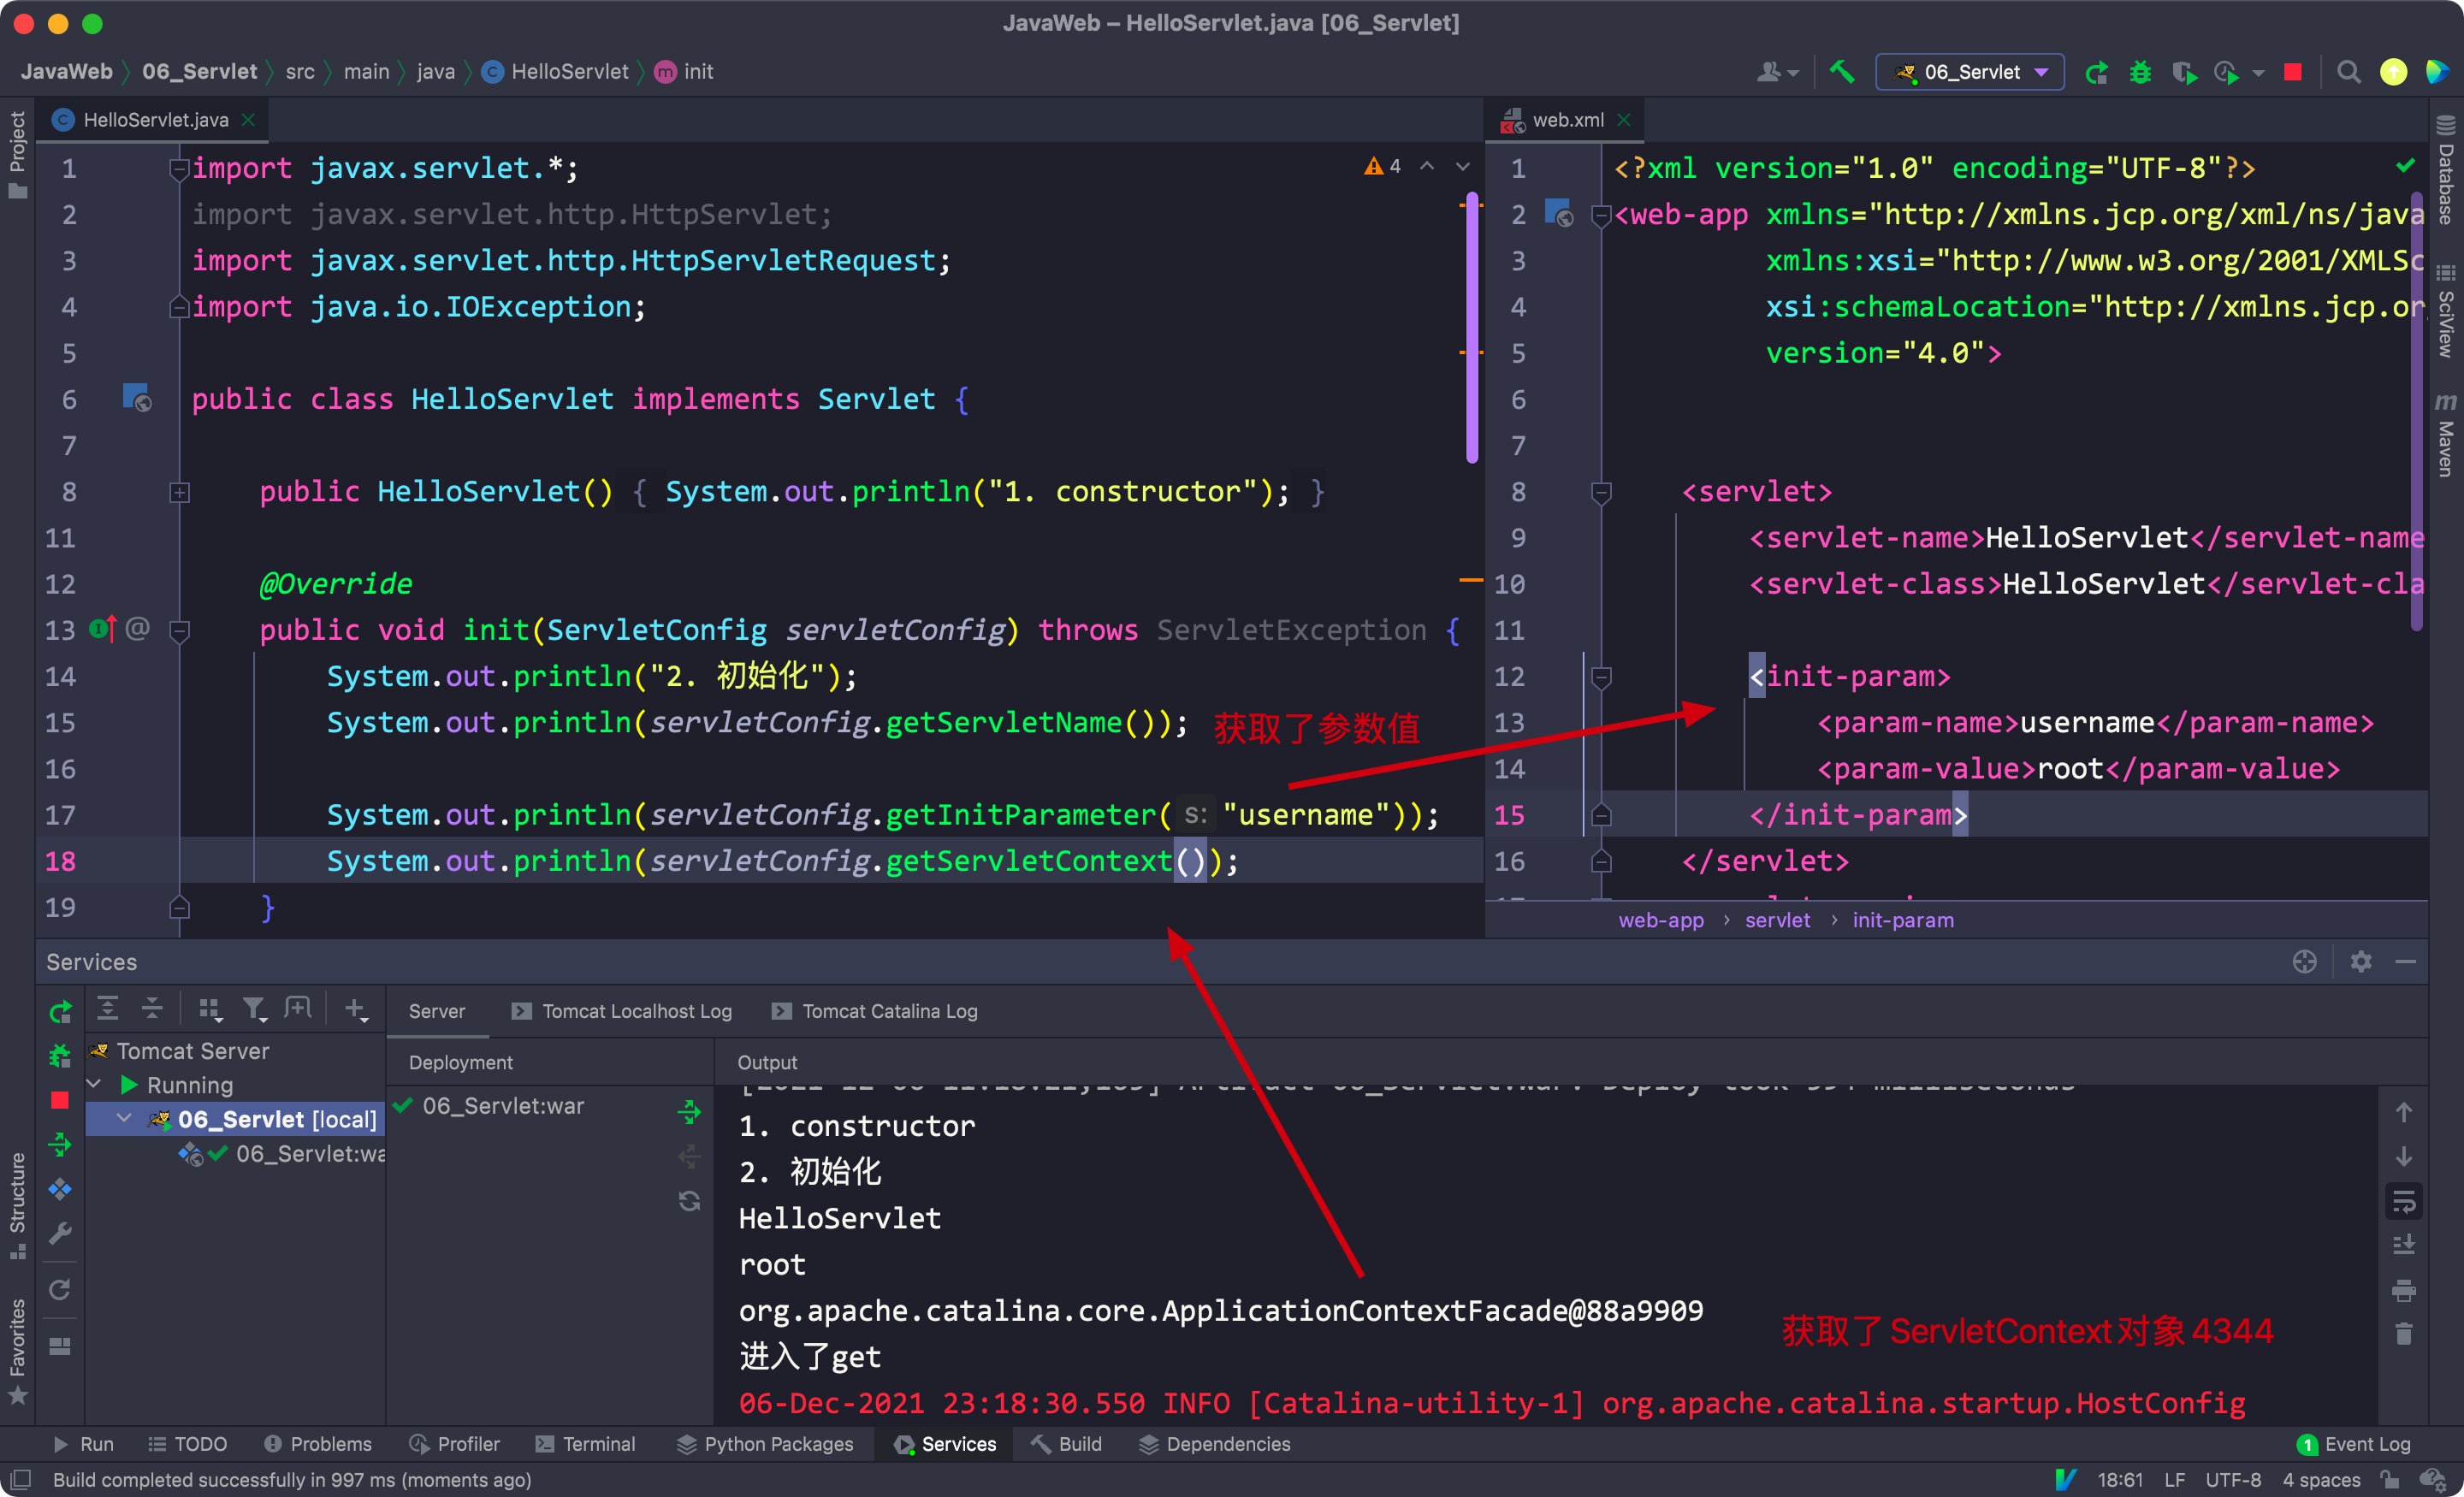 JavaWeb – HelloServlet.java [06_Servlet]
JavaWeb 06_Servlet src main java HelloServlet init
06_Servlet
Project
HelloServlet.java
4
1 import javax.servlet.*;
2 import javax.servlet.http.HttpServlet;
3 import javax.servlet.http.HttpServletRequest;
4 import java.io.IOException;
5
6 public class HelloServlet implements Servlet {
7
8 public HelloServlet() { System.out.println("1. constructor"); }
11
12 @Override
13 public void init(ServletConfig servletConfig) throws ServletException {
14 System.out.println("2. 初始化");
15 System.out.println(servletConfig.getServletName());
获取了参数值
16
17 System.out.println(servletConfig.getInitParameter( s: "username"));
18 System.out.println(servletConfig.getServletContext());
19 }
web.xml
1 <?xml version="1.0" encoding="UTF-8"?>
2 <web-app xmlns="http://xmlns.jcp.org/xml/ns/java
3 xmlns:xsi="http://www.w3.org/2001/XMLSc
4 xsi:schemaLocation="http://xmlns.jcp.or
5 version="4.0">
6
7
8 <servlet>
9 <servlet-name>HelloServlet</servlet-name
10 <servlet-class>HelloServlet</servlet-cla
11
12 <init-param>
13 <param-name>username</param-name>
14 <param-value>root</param-value>
15 </init-param>
16 </servlet>
web-app › servlet › init-param
Database
SciView
Maven
Services
Server
Tomcat Localhost Log
Tomcat Catalina Log
Tomcat Server
Running
06_Servlet [local]
06_Servlet:wa
Deployment
06_Servlet:war
Output
1. constructor
2. 初始化
HelloServlet
root
org.apache.catalina.core.ApplicationContextFacade@88a9909
获取了ServletContext对象4344
进入了get
06-Dec-2021 23:18:30.550 INFO [Catalina-utility-1] org.apache.catalina.startup.HostConfig
Structure
Favorites
Run TODO Problems Profiler Terminal Python Packages Services Build Dependencies
1 Event Log
Build completed successfully in 997 ms (moments ago)
18:61 LF UTF-8 4 spaces